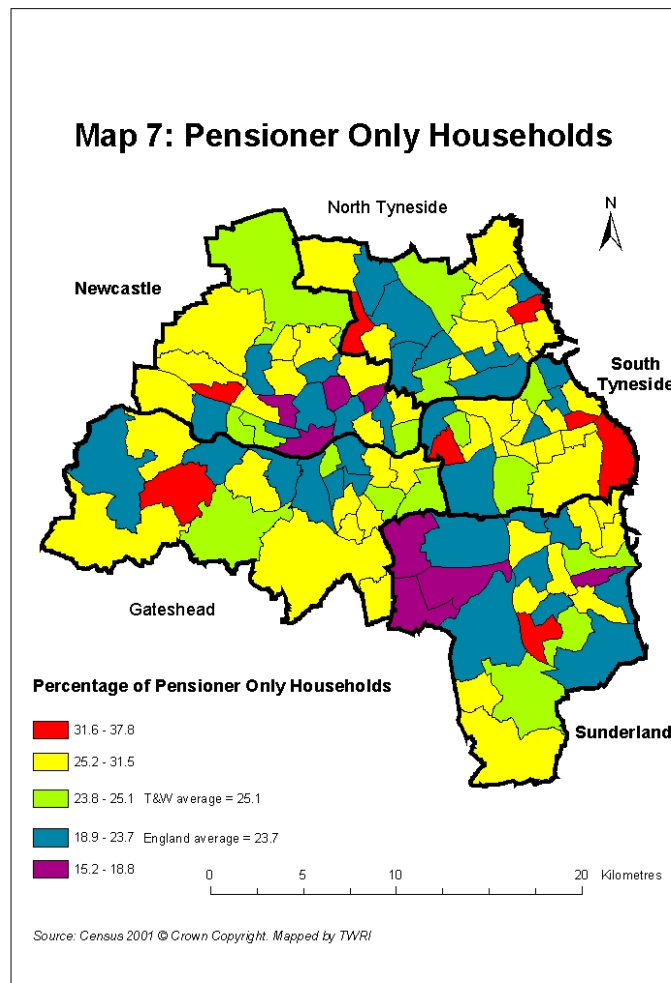 Map 7: Pensioner Only Households
North Tyneside
N
Newcastle
South
Tyneside
Gateshead
Sunderland
Percentage of Pensioner Only Households
31.6 - 37.8
25.2 - 31.5
23.8 - 25.1 T&W average = 25.1
18.9 - 23.7 England average = 23.7
15.2 - 18.8
0 5 10 20 Kilometres
Source: Census 2001 © Crown Copyright. Mapped by TWRI